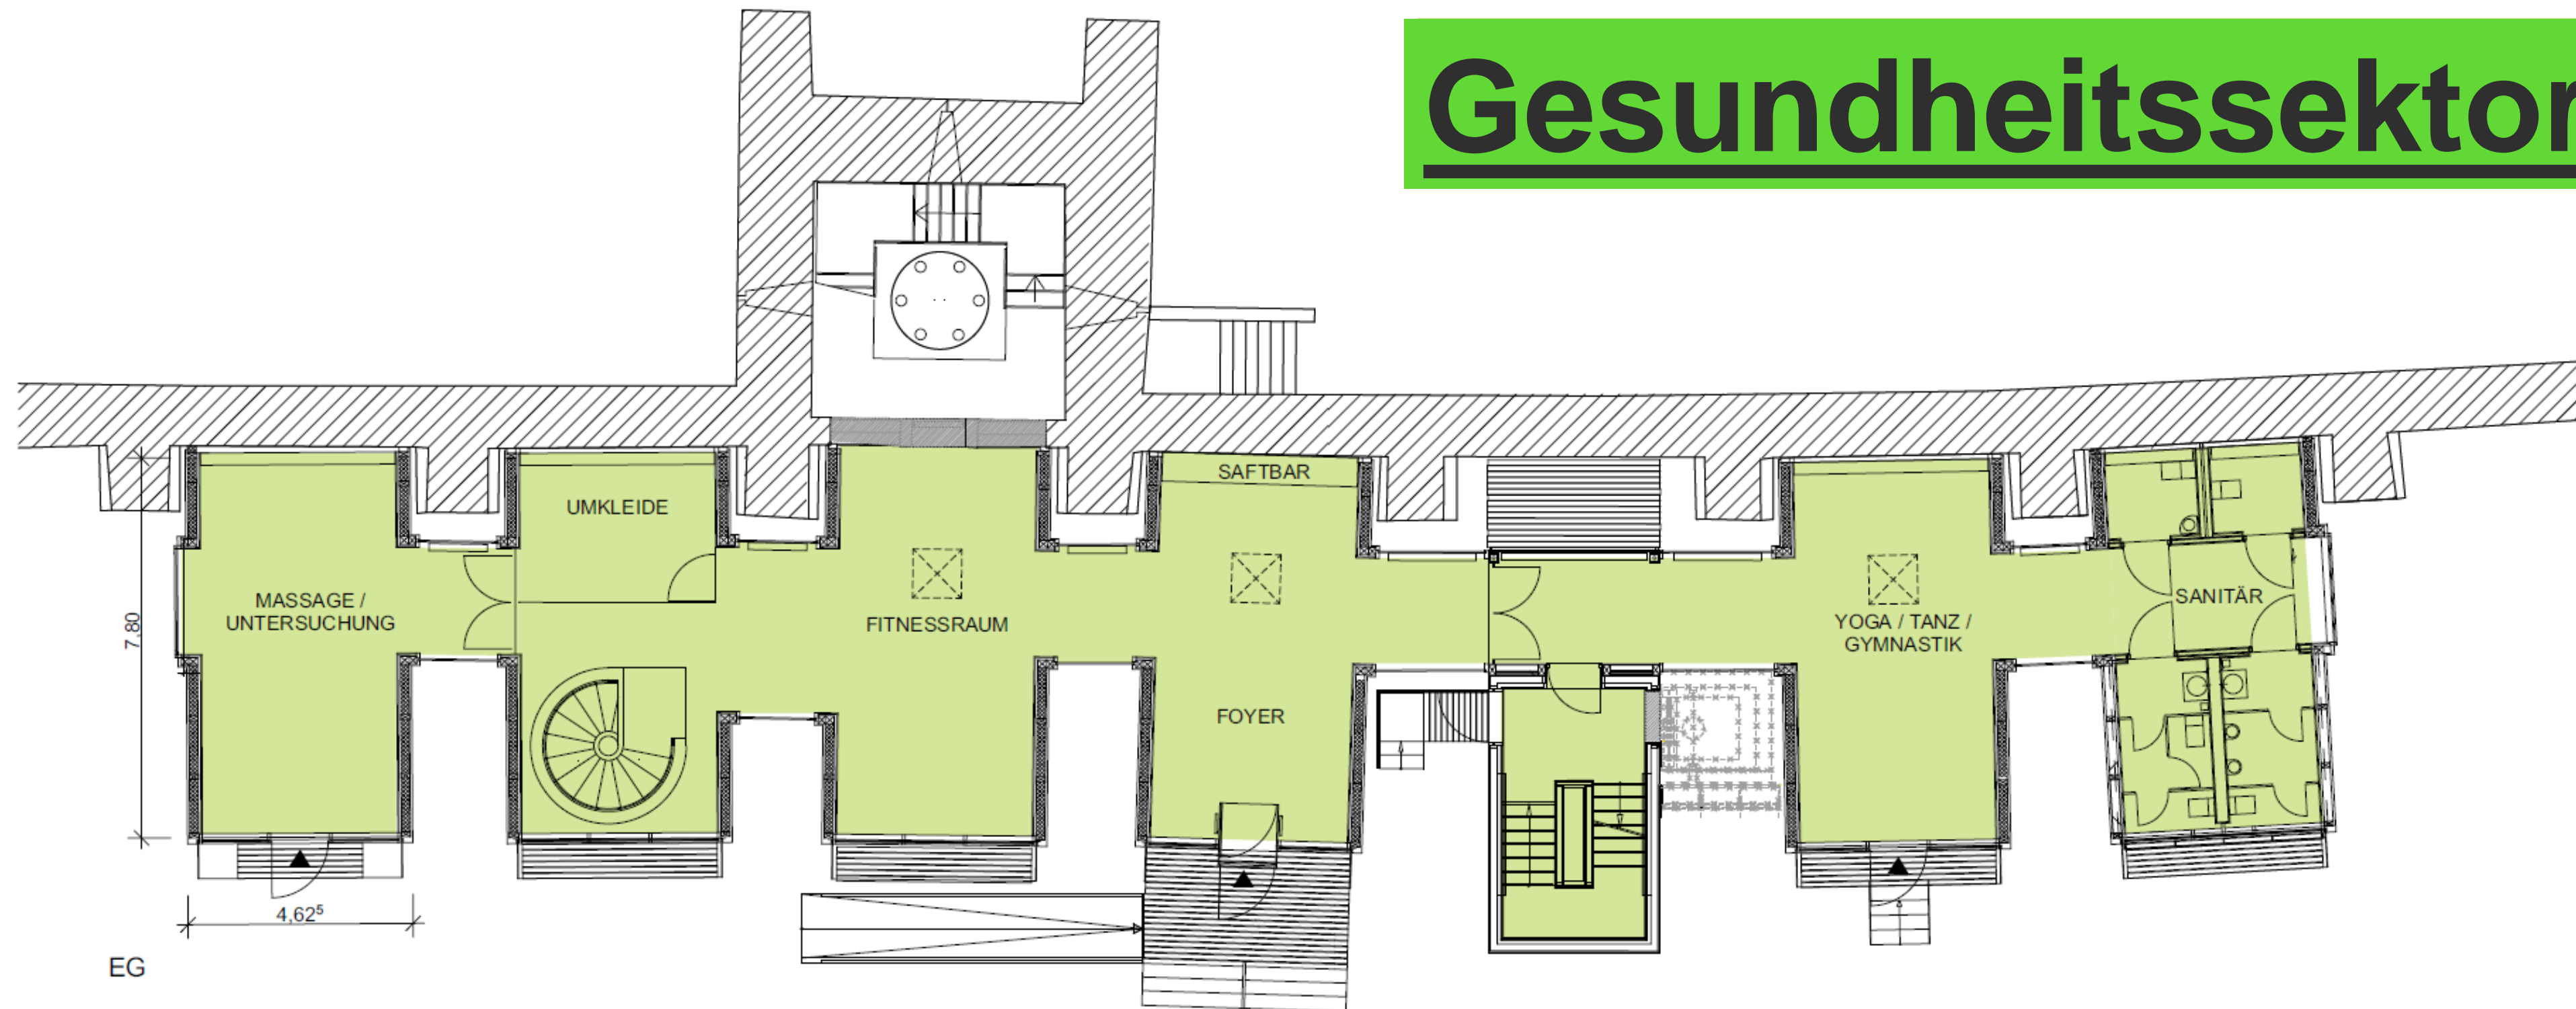 Gesundheitssektor
SAFTBAR
UMKLEIDE
MASSAGE /
UNTERSUCHUNG
FITNESSRAUM
YOGA / TANZ /
GYMNASTIK
SANITÄR
7,80
FOYER
4,62⁵
EG